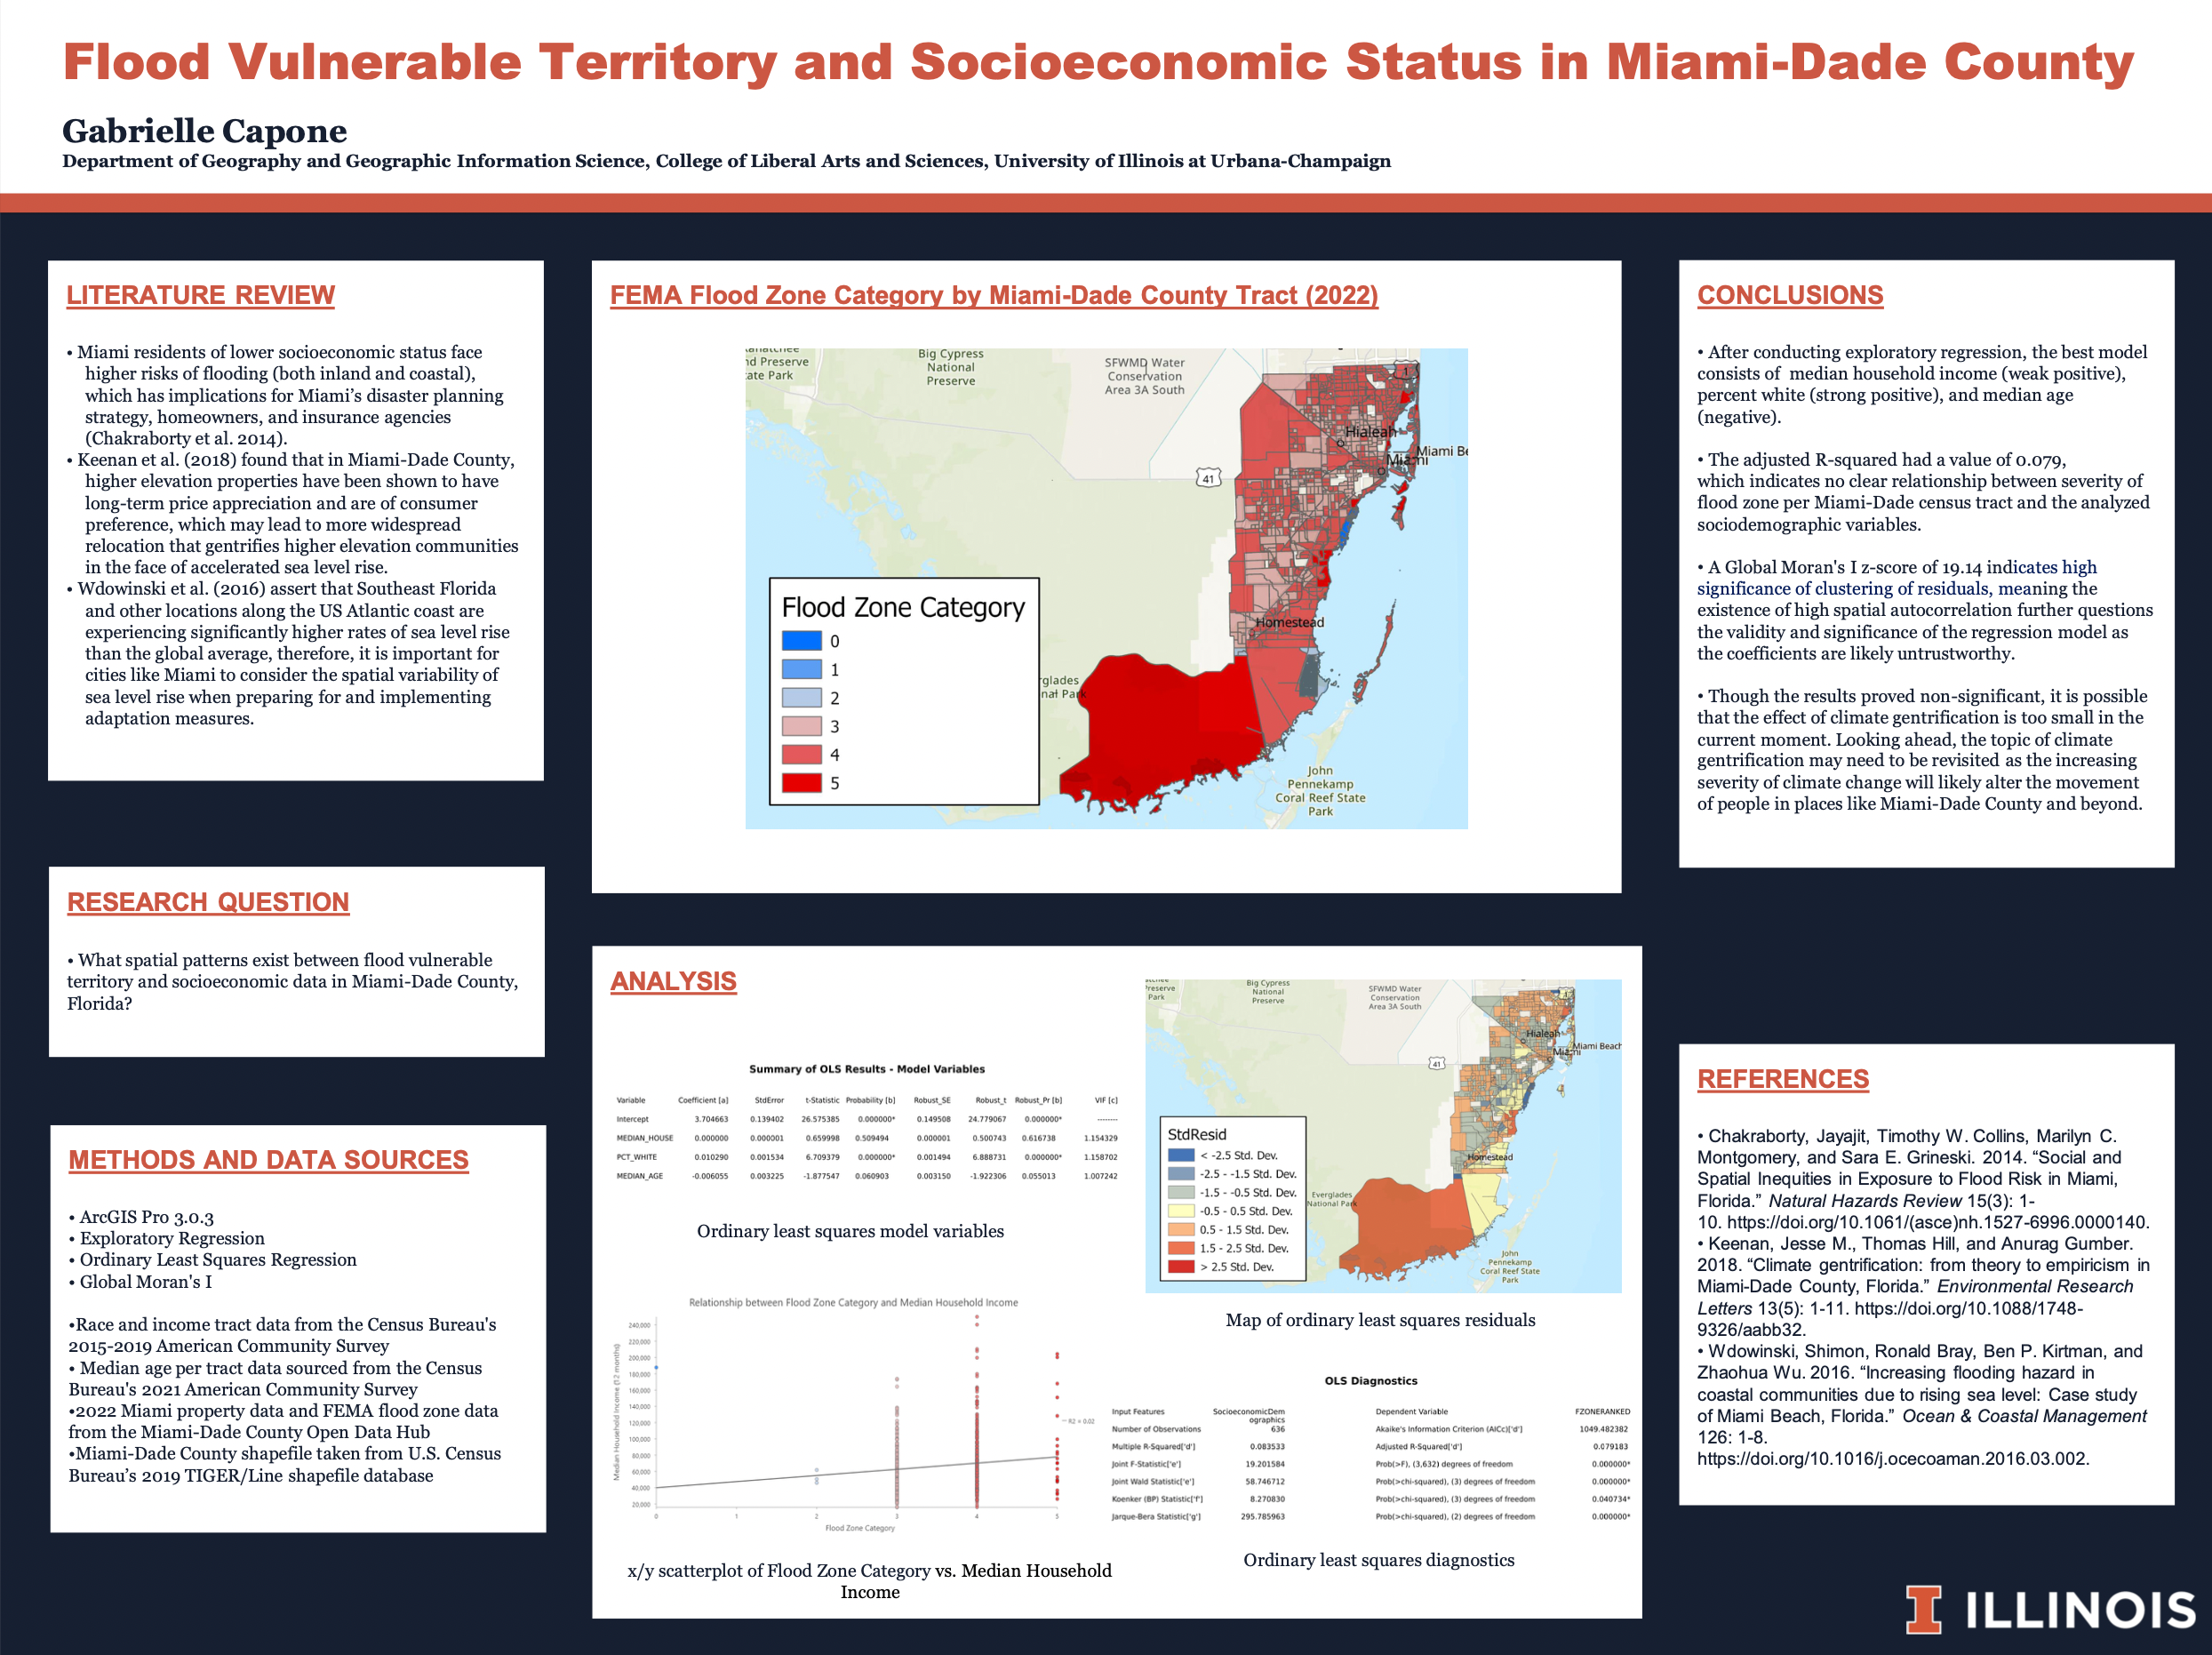 Flood Vulnerable Territory and Socioeconomic Status in Miami-Dade County
Gabrielle Capone
Department of Geography and Geographic Information Science, College of Liberal Arts and Sciences, University of Illinois at Urbana-Champaign
LITERATURE REVIEW
• Miami residents of lower socioeconomic status face
higher risks of flooding (both inland and coastal),
which has implications for Miami’s disaster planning
strategy, homeowners, and insurance agencies
(Chakraborty et al. 2014).
• Keenan et al. (2018) found that in Miami-Dade County,
higher elevation properties have been shown to have
long-term price appreciation and are of consumer
preference, which may lead to more widespread
relocation that gentrifies higher elevation communities
in the face of accelerated sea level rise.
• Wdowinski et al. (2016) assert that Southeast Florida
and other locations along the US Atlantic coast are
experiencing significantly higher rates of sea level rise
than the global average, therefore, it is important for
cities like Miami to consider the spatial variability of
sea level rise when preparing for and implementing
adaptation measures.
RESEARCH QUESTION
• What spatial patterns exist between flood vulnerable
territory and socioeconomic data in Miami-Dade County,
Florida?
METHODS AND DATA SOURCES
• ArcGIS Pro 3.0.3
• Exploratory Regression
• Ordinary Least Squares Regression
• Global Moran's I
•Race and income tract data from the Census Bureau's
2015-2019 American Community Survey
• Median age per tract data sourced from the Census
Bureau's 2021 American Community Survey
•2022 Miami property data and FEMA flood zone data
from the Miami-Dade County Open Data Hub
•Miami-Dade County shapefile taken from U.S. Census
Bureau’s 2019 TIGER/Line shapefile database
FEMA Flood Zone Category by Miami-Dade County Tract (2022)
nd Preserve
ate Park
Big Cypress
National
Preserve
SFWMD Water
Conservation
Area 3A South
1
Hialeah
Miami Be
Miami
41
Homestead
rglades
nal Park
John
Pennekamp
Coral Reef State
Park
Flood Zone Category
0
1
2
3
4
5
ANALYSIS
Summary of OLS Results - Model Variables
Variable Coefficient [a] StdError t-Statistic Probability [b] Robust_SE Robust_t Robust_Pr [b] VIF [c]
Intercept 3.704663 0.139402 26.575385 0.000000* 0.149508 24.779067 0.000000* --------
MEDIAN_HOUSE 0.000000 0.000001 0.659998 0.509494 0.000001 0.500743 0.616738 1.154329
PCT_WHITE 0.010290 0.001534 6.709379 0.000000* 0.001494 6.888731 0.000000* 1.158702
MEDIAN_AGE -0.006055 0.003225 -1.877547 0.060903 0.003150 -1.922306 0.055013 1.007242
Ordinary least squares model variables
Relationship between Flood Zone Category and Median Household Income
Median Household Income (12 months)
240,000
220,000
200,000
180,000
160,000
140,000
120,000
100,000
80,000
60,000
40,000
20,000
0 1 2 3 4 5
Flood Zone Category
R2 = 0.02
x/y scatterplot of Flood Zone Category vs. Median Household
Income
Preserve
Park
Big Cypress
National
Preserve
SFWMD Water
Conservation
Area 3A South
1
Hialeah
Miami Beach
Miami
41
Homestead
Everglades
National Park
John
Pennekamp
Coral Reef State
Park
StdResid
< -2.5 Std. Dev.
-2.5 - -1.5 Std. Dev.
-1.5 - -0.5 Std. Dev.
-0.5 - 0.5 Std. Dev.
0.5 - 1.5 Std. Dev.
1.5 - 2.5 Std. Dev.
> 2.5 Std. Dev.
Map of ordinary least squares residuals
OLS Diagnostics
Input Features SocioeconomicDem Dependent Variable FZONERANKED
ographics
Number of Observations 636 Akaike's Information Criterion (AICc)['d'] 1049.482382
Multiple R-Squared['d'] 0.083533 Adjusted R-Squared['d'] 0.079183
Joint F-Statistic['e'] 19.201584 Prob(>F), (3,632) degrees of freedom 0.000000*
Joint Wald Statistic['e'] 58.746712 Prob(>chi-squared), (3) degrees of freedom 0.000000*
Koenker (BP) Statistic['f'] 8.270830 Prob(>chi-squared), (3) degrees of freedom 0.040734*
Jarque-Bera Statistic['g'] 295.785963 Prob(>chi-squared), (2) degrees of freedom 0.000000*
Ordinary least squares diagnostics
CONCLUSIONS
• After conducting exploratory regression, the best model
consists of median household income (weak positive),
percent white (strong positive), and median age
(negative).
• The adjusted R-squared had a value of 0.079,
which indicates no clear relationship between severity of
flood zone per Miami-Dade census tract and the analyzed
sociodemographic variables.
• A Global Moran's I z-score of 19.14 indicates high
significance of clustering of residuals, meaning the
existence of high spatial autocorrelation further questions
the validity and significance of the regression model as
the coefficients are likely untrustworthy.
• Though the results proved non-significant, it is possible
that the effect of climate gentrification is too small in the
current moment. Looking ahead, the topic of climate
gentrification may need to be revisited as the increasing
severity of climate change will likely alter the movement
of people in places like Miami-Dade County and beyond.
REFERENCES
• Chakraborty, Jayajit, Timothy W. Collins, Marilyn C.
Montgomery, and Sara E. Grineski. 2014. “Social and
Spatial Inequities in Exposure to Flood Risk in Miami,
Florida.” Natural Hazards Review 15(3): 1-
10. https://doi.org/10.1061/(asce)nh.1527-6996.0000140.
• Keenan, Jesse M., Thomas Hill, and Anurag Gumber.
2018. “Climate gentrification: from theory to empiricism in
Miami-Dade County, Florida.” Environmental Research
Letters 13(5): 1-11. https://doi.org/10.1088/1748-
9326/aabb32.
• Wdowinski, Shimon, Ronald Bray, Ben P. Kirtman, and
Zhaohua Wu. 2016. “Increasing flooding hazard in
coastal communities due to rising sea level: Case study
of Miami Beach, Florida.” Ocean & Coastal Management
126: 1-8.
https://doi.org/10.1016/j.ocecoaman.2016.03.002.
I ILLINOIS